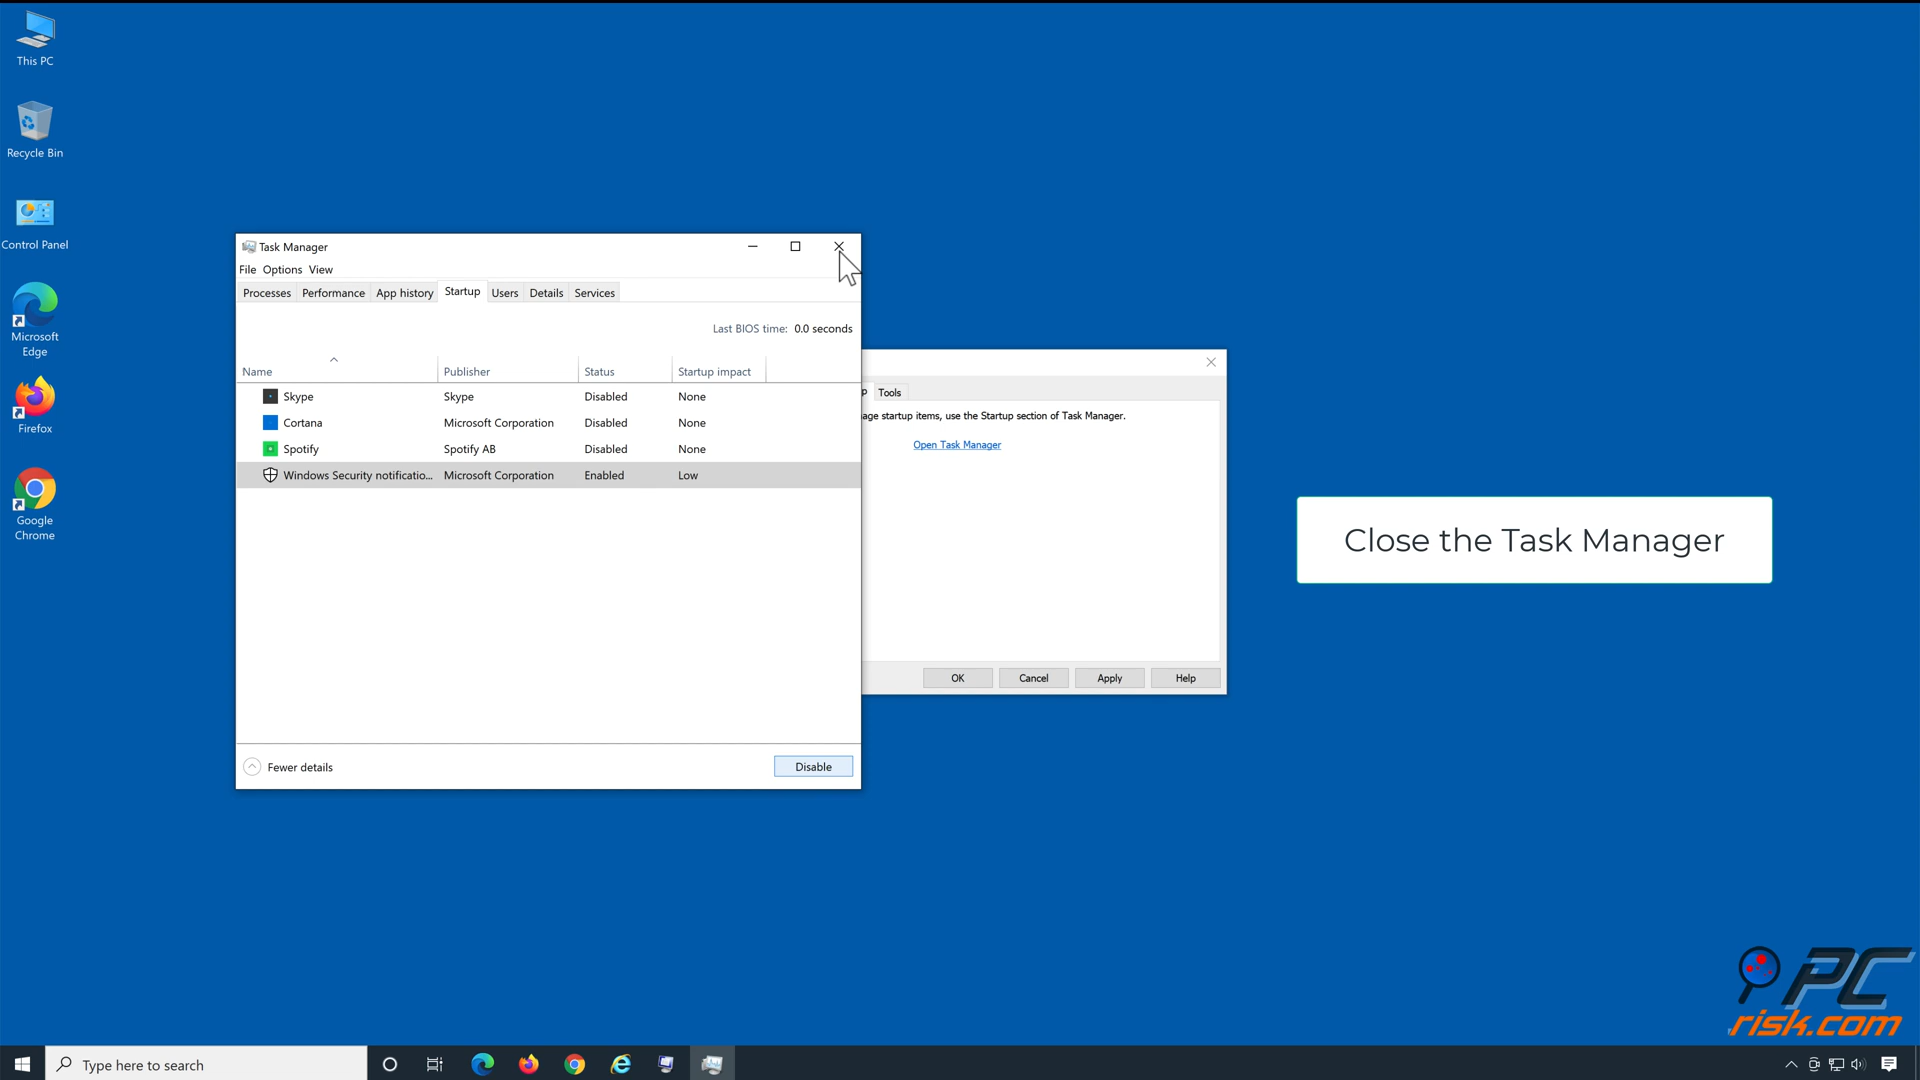 This PC
Recycle Bin
Control Panel
Microsoft
Edge
Firefox
Google
Chrome
Task Manager
File Options View
Processes Performance App history Startup Users Details Services
Last BIOS time: 0.0 seconds
Name Publisher Status Startup impact
Skype Skype Disabled None
Cortana Microsoft Corporation Disabled None
Spotify Spotify AB Disabled None
Windows Security notificatio... Microsoft Corporation Enabled Low
Fewer details Disable
Tools
age startup items, use the Startup section of Task Manager.
Open Task Manager
OK Cancel Apply Help
Close the Task Manager
PC
risk.com
Type here to search